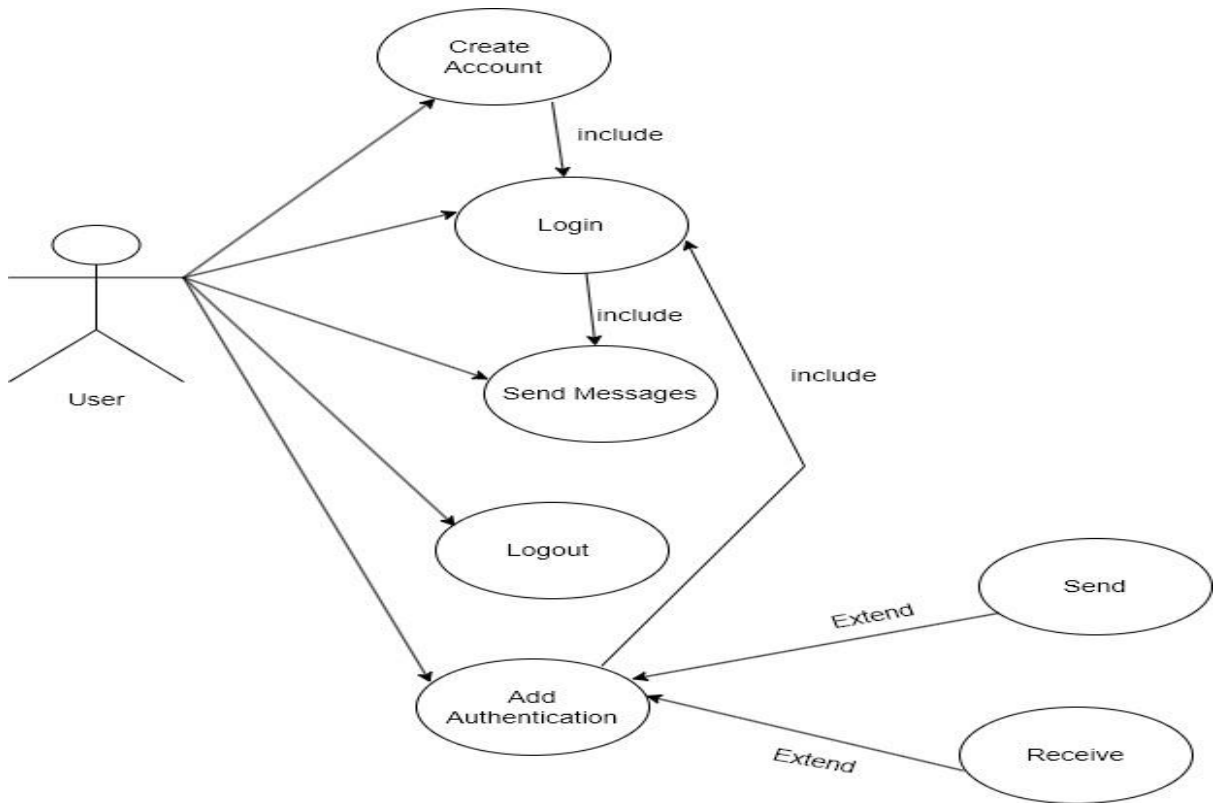 Create
Account
include
Login
include
Send Messages
include
User
Logout
Send
Extend
Add
Authentication
Extend
Receive